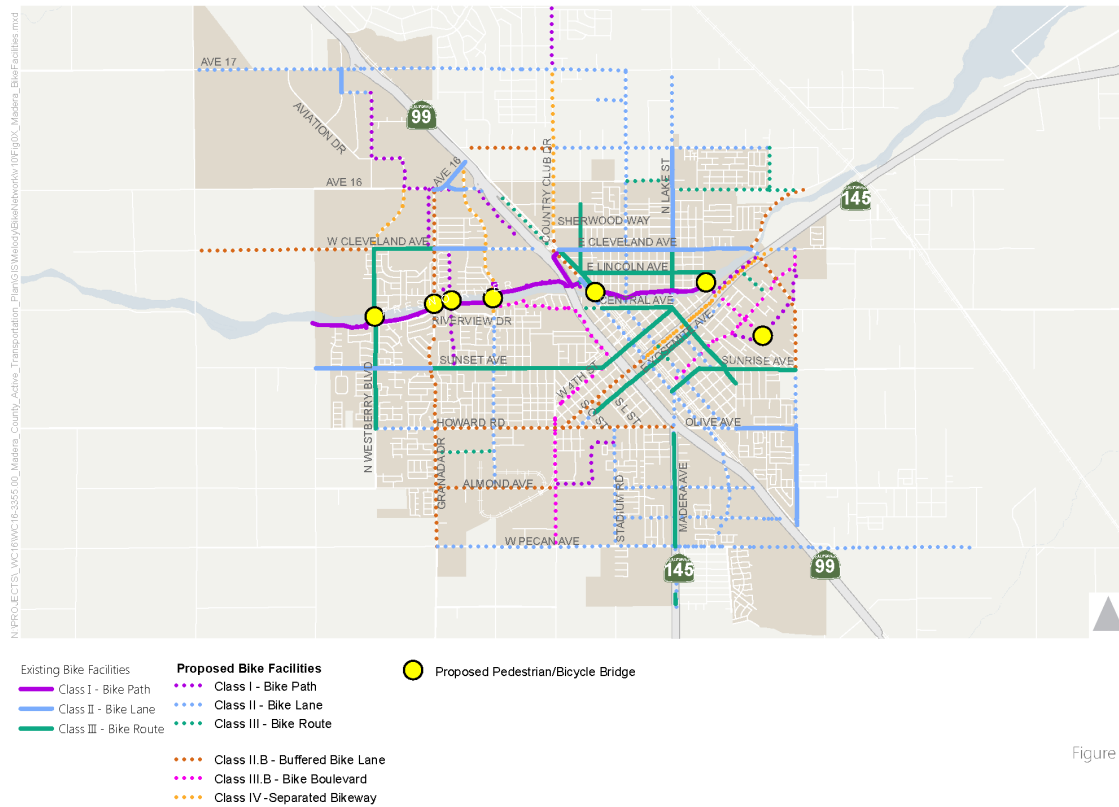 AVE 17
AVIATION DR
99
AVE 16
AVE 16
COUNTRY CLUB DR
N LAKE ST
145
SHERWOOD WAY
W CLEVELAND AVE
E CLEVELAND AVE
E LINCOLN AVE
CENTRAL AVE
RIVERVIEW DR
YOSEMITE AVE
SUNSET AVE
SUNRISE AVE
N WESTBERRY BLVD
W 4TH ST
S L ST
HOWARD RD
OLIVE AVE
GRANADA DR
ALMOND AVE
STADIUM RD
MADERA AVE
W PECAN AVE
145
99
Existing Bike Facilities
Class I - Bike Path
Class II - Bike Lane
Class III - Bike Route
Proposed Bike Facilities
Class I - Bike Path
Class II - Bike Lane
Class III - Bike Route
Class II.B - Buffered Bike Lane
Class III.B - Bike Boulevard
Class IV -Separated Bikeway
Proposed Pedestrian/Bicycle Bridge
Figure